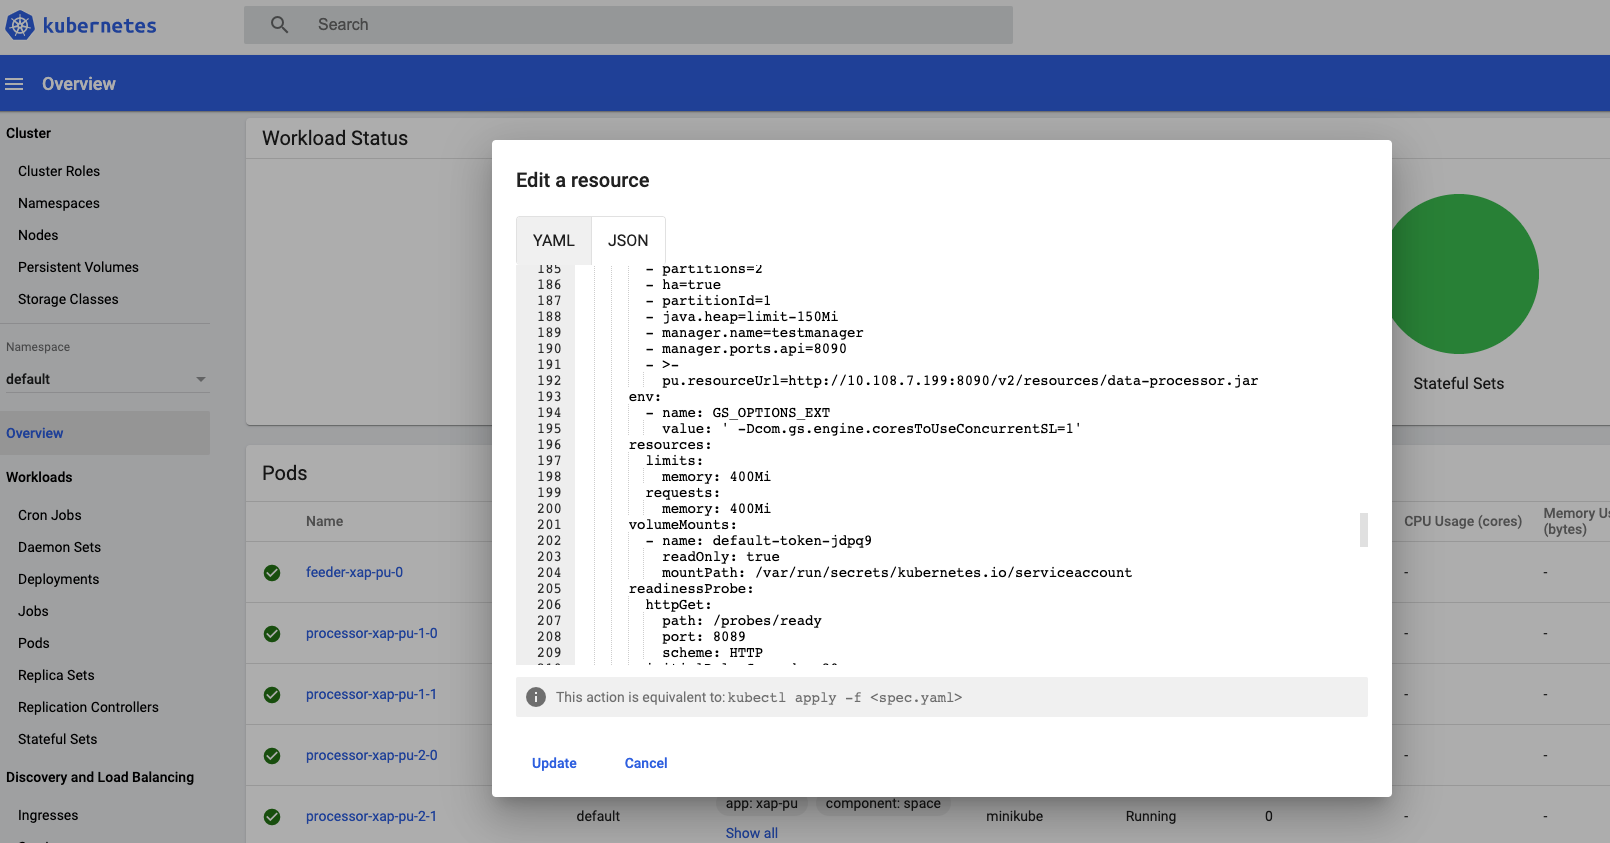 kubernetes
Search
Overview
Cluster
Cluster Roles
Namespaces
Nodes
Persistent Volumes
Storage Classes
Namespace
default
Overview
Workloads
Cron Jobs
Daemon Sets
Deployments
Jobs
Pods
Replica Sets
Replication Controllers
Stateful Sets
Discovery and Load Balancing
Ingresses
Workload Status
Stateful Sets
Pods
Name
CPU Usage (cores)
Memory Us
(bytes)
feeder-xap-pu-0
-
-
processor-xap-pu-1-0
-
-
processor-xap-pu-1-1
-
-
processor-xap-pu-2-0
-
-
processor-xap-pu-2-1
default
app: xap-pu
component: space
Show all
minikube
Running
0
-
-
Edit a resource
YAML
JSON
185 - partitions=2
186 - ha=true
187 - partitionId=1
188 - java.heap=limit-150Mi
189 - manager.name=testmanager
190 - manager.ports.api=8090
191 - >-
192 pu.resourceUrl=http://10.108.7.199:8090/v2/resources/data-processor.jar
193 env:
194 - name: GS_OPTIONS_EXT
195 value: ' -Dcom.gs.engine.coresToUseConcurrentSL=1'
196 resources:
197 limits:
198 memory: 400Mi
199 requests:
200 memory: 400Mi
201 volumeMounts:
202 - name: default-token-jdpq9
203 readOnly: true
204 mountPath: /var/run/secrets/kubernetes.io/serviceaccount
205 readinessProbe:
206 httpGet:
207 path: /probes/ready
208 port: 8089
209 scheme: HTTP
This action is equivalent to: kubectl apply -f <spec.yaml>
Update
Cancel